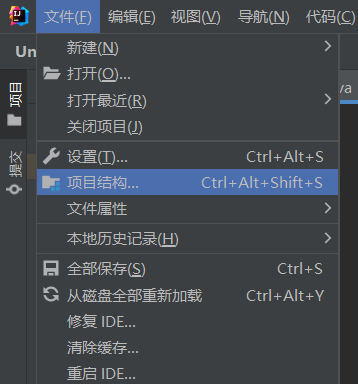 文件(F) 编辑(E) 视图(V) 导航(N) 代码(C)
Un
新建(N)
打开(O)...
va
项目
打开最近(R)
关闭项目(J)
提交
设置(T)... Ctrl+Alt+S
项目结构... Ctrl+Alt+Shift+S
文件属性
本地历史记录(H)
全部保存(S) Ctrl+S
从磁盘全部重新加载 Ctrl+Alt+Y
修复 IDE...
清除缓存...
重启 IDE...